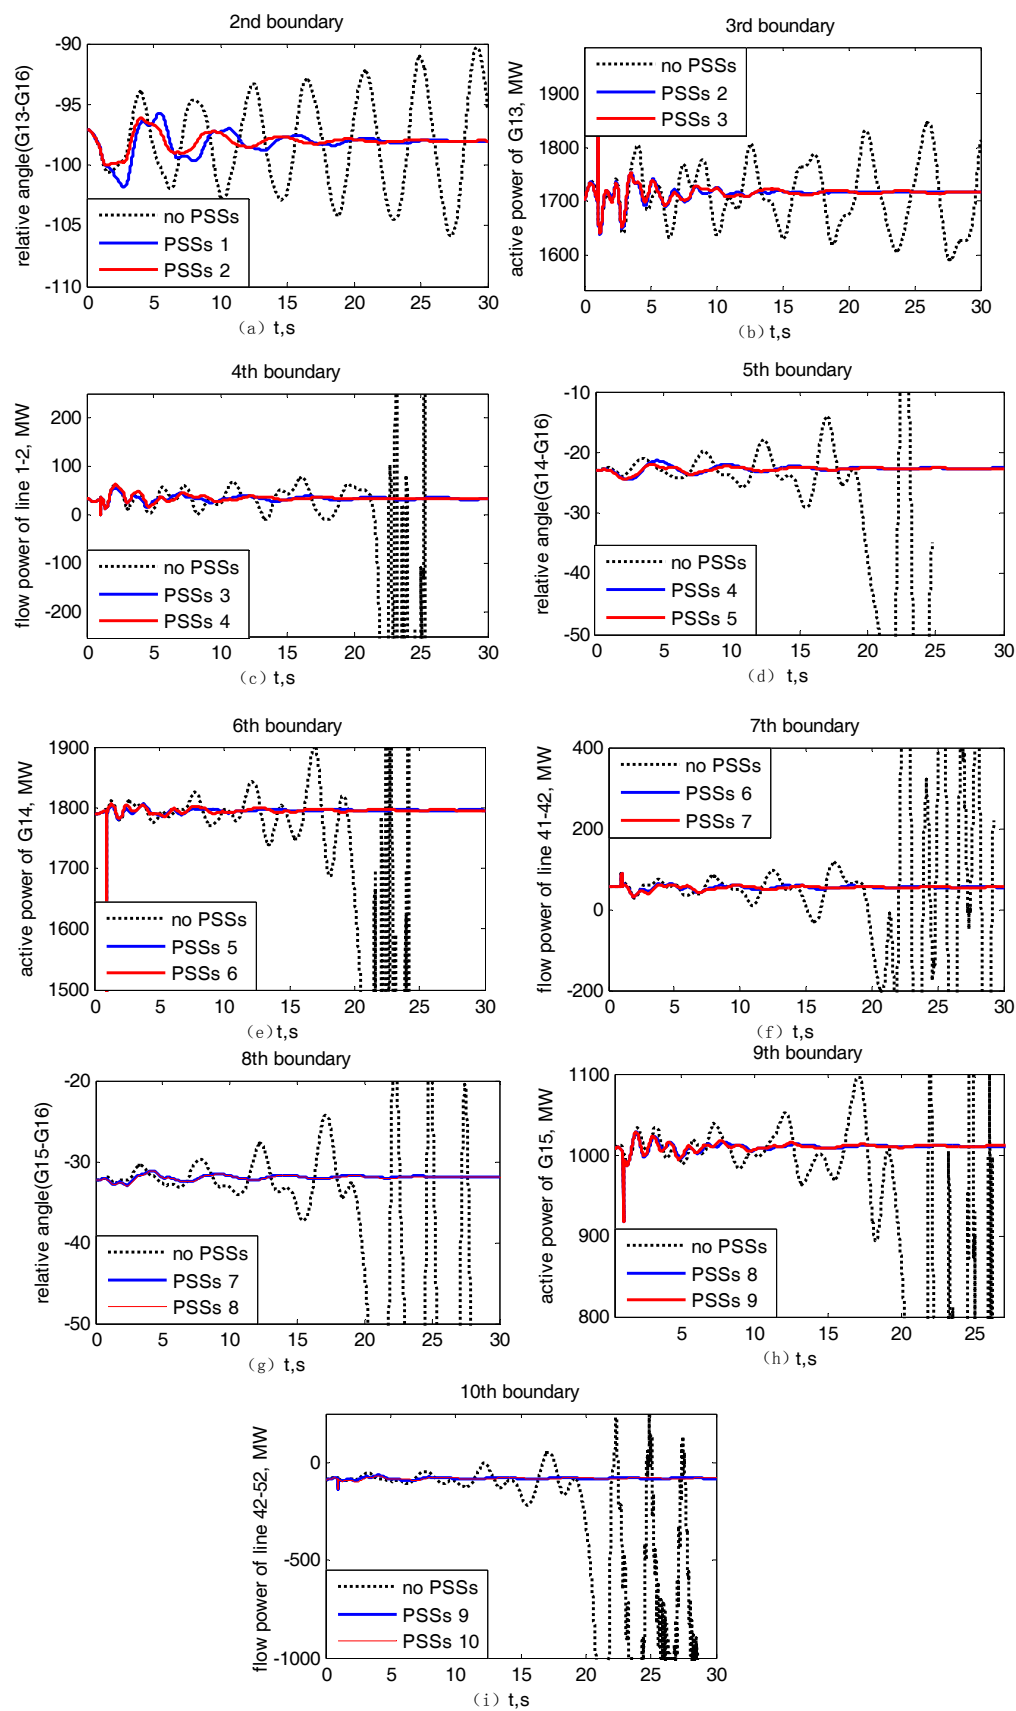 2nd boundary
-90
-95
-100
-105
-110
relative angle(G13-G16)
no PSSs
PSSs 1
PSSs 2
0 5 10 15 20 25 30
(a) t,s
3rd boundary
1900
1800
1700
1600
active power of G13, MW
no PSSs
PSSs 2
PSSs 3
0 5 10 15 20 25 30
(b) t,s
4th boundary
200
100
0
-100
-200
flow power of line 1-2, MW
no PSSs
PSSs 3
PSSs 4
0 5 10 15 20 25 30
(c) t,s
5th boundary
-10
-20
-30
-40
-50
relative angle(G14-G16)
no PSSs
PSSs 4
PSSs 5
0 5 10 15 20 25 30
(d) t,s
6th boundary
1900
1800
1700
1600
1500
active power of G14, MW
no PSSs
PSSs 5
PSSs 6
0 5 10 15 20 25 30
(e) t,s
7th boundary
400
200
0
-200
flow power of line 41-42, MW
no PSSs
PSSs 6
PSSs 7
0 5 10 15 20 25 30
(f) t,s
8th boundary
-20
-30
-40
-50
relative angle(G15-G16)
no PSSs
PSSs 7
PSSs 8
0 5 10 15 20 25 30
(g) t,s
9th boundary
1100
1000
900
800
active power of G15, MW
no PSSs
PSSs 8
PSSs 9
5 10 15 20 25
(h) t,s
10th boundary
0
-500
-1000
flow power of line 42-52, MW
no PSSs
PSSs 9
PSSs 10
0 5 10 15 20 25 30
(i) t,s